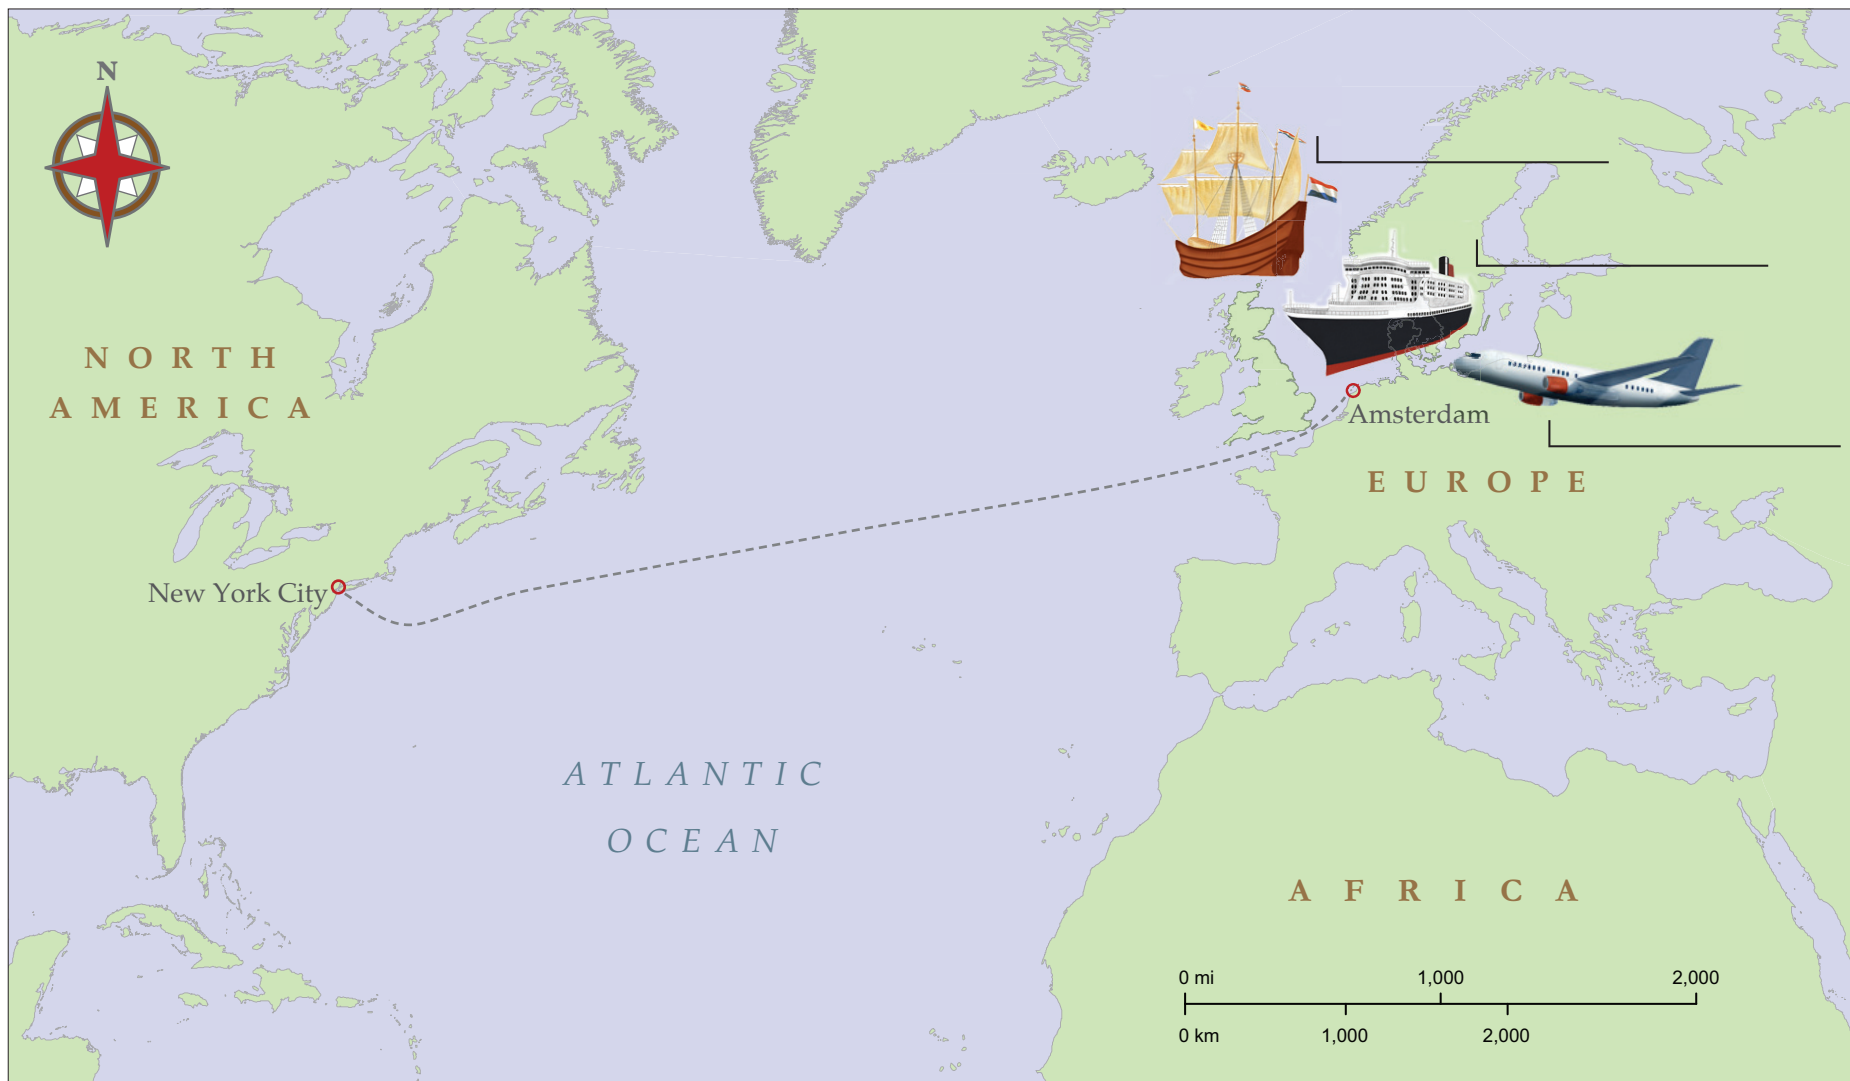 N
NORTH
AMERICA
Amsterdam
EUROPE
New York City
ATLANTIC
OCEAN
AFRICA
0 mi 1,000 2,000
0 km 1,000 2,000